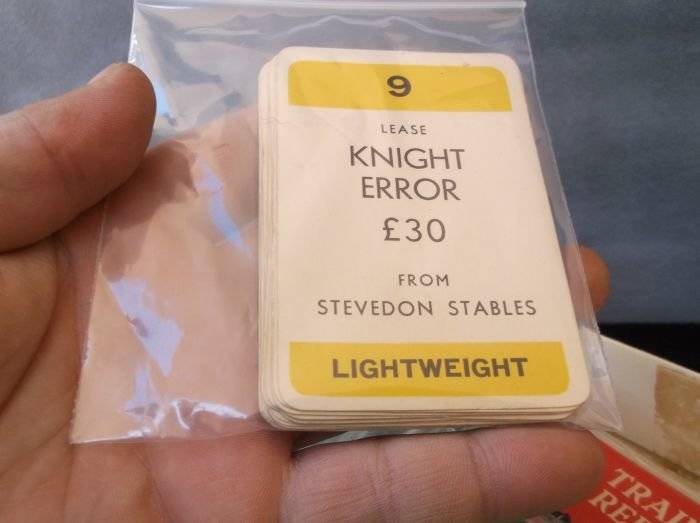 9
LEASE
KNIGHT
ERROR
£30
FROM
STEVEDON STABLES
LIGHTWEIGHT